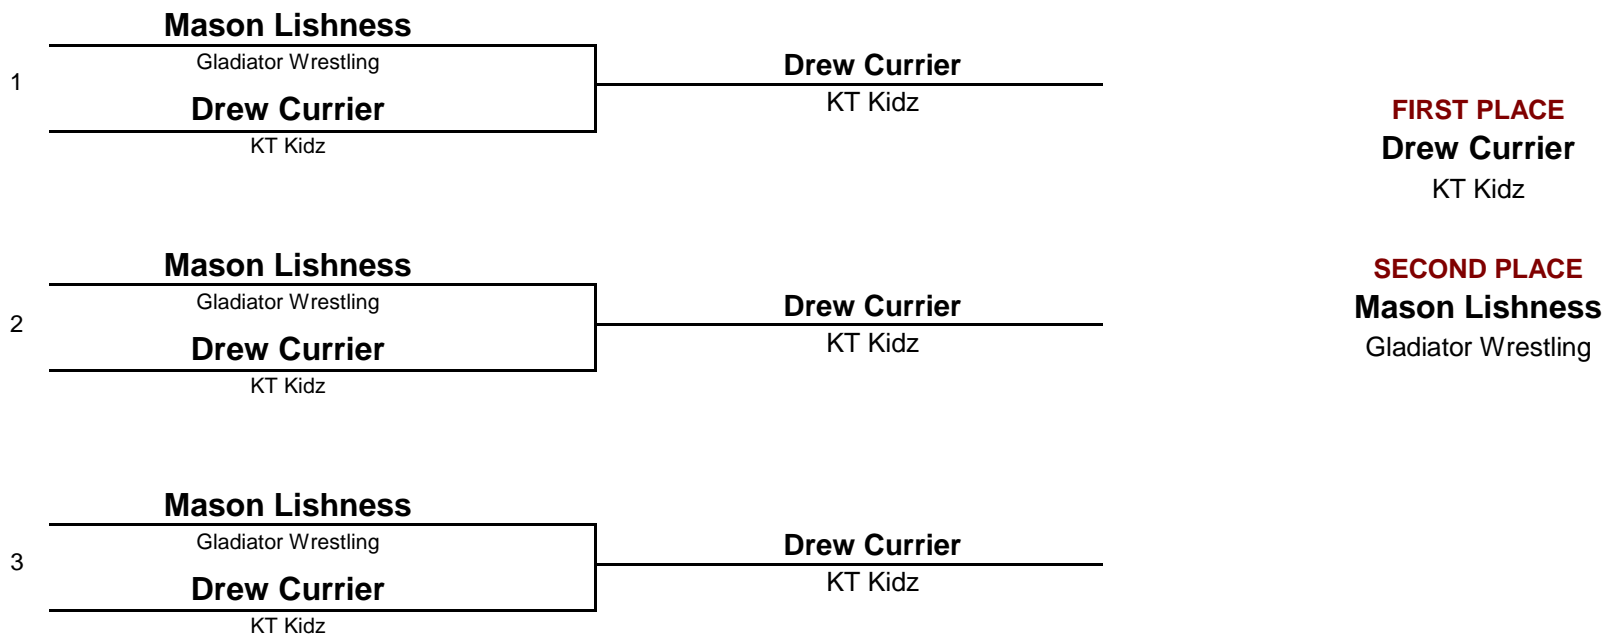 Mason Lishness
Gladiator Wrestling
1
Drew Currier
KT Kidz
Drew Currier
KT Kidz
FIRST PLACE
Drew Currier
KT Kidz
Mason Lishness
Gladiator Wrestling
2
Drew Currier
KT Kidz
Drew Currier
KT Kidz
SECOND PLACE
Mason Lishness
Gladiator Wrestling
Mason Lishness
Gladiator Wrestling
3
Drew Currier
KT Kidz
Drew Currier
KT Kidz